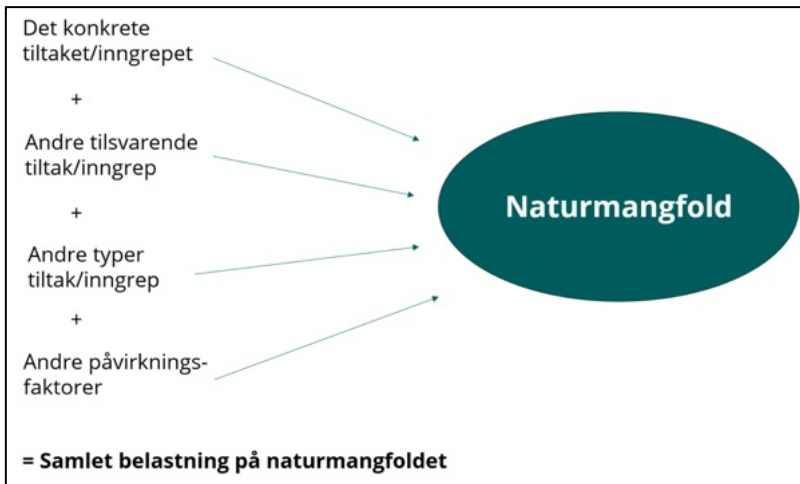 Det konkrete
tiltaket/inngrepet
+
Andre tilsvarende
tiltak/inngrep
+
Andre typer
tiltak/inngrep
+
Andre påvirknings-
faktorer
Naturmangfold
= Samlet belastning på naturmangfoldet